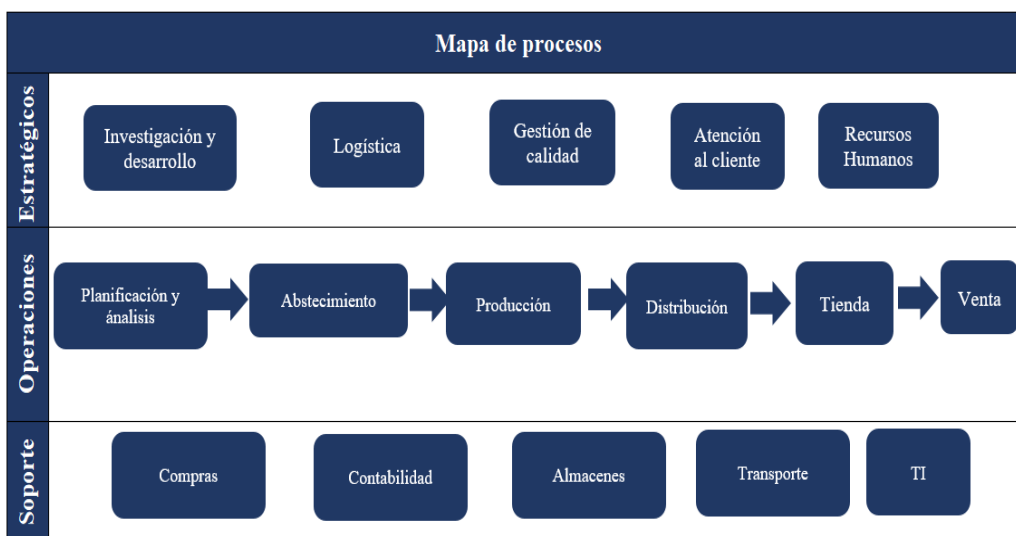 Mapa de procesos
Estratégicos
Investigación y
desarrollo
Logística
Gestión de
calidad
Atención
al cliente
Recursos
Humanos
Operaciones
Planificación y
ánalisis
Abstecimiento
Producción
Distribución
Tienda
Venta
Soporte
Compras
Contabilidad
Almacenes
Transporte
TI